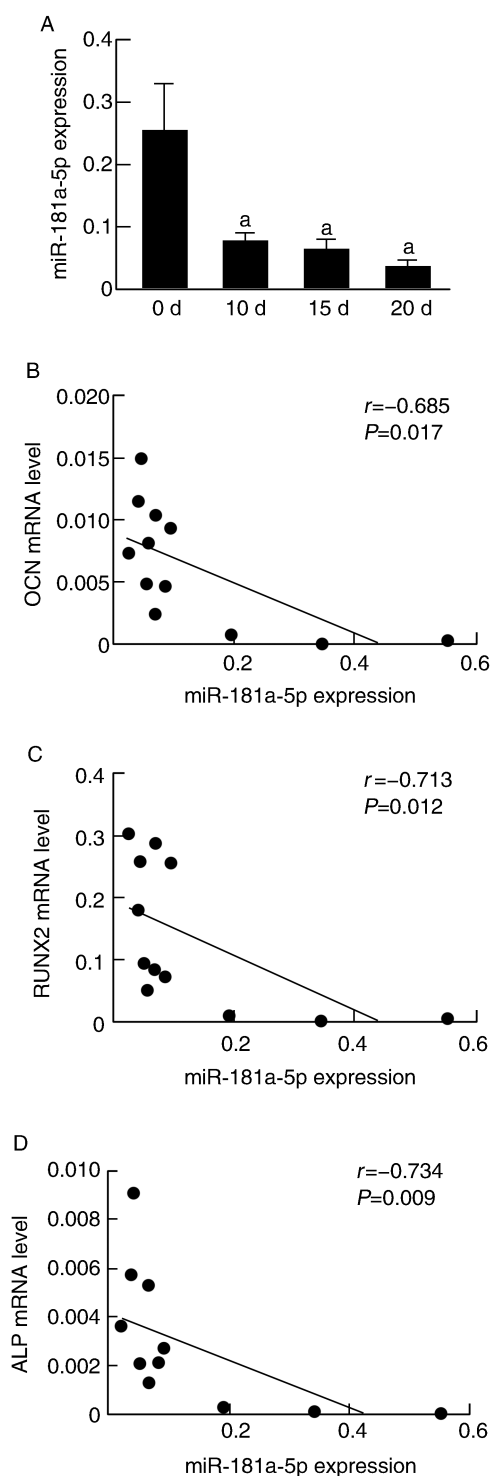 A
0.4
0.3
0.2
0.1
0
miR-181a-5p expression
a
a
a
0 d 10 d 15 d 20 d
B
0.020
0.015
0.010
0.005
0
OCN mRNA level
r=−0.685
P=0.017
0.2 0.4 0.6
miR-181a-5p expression
C
0.4
0.3
0.2
0.1
0
RUNX2 mRNA level
r=−0.713
P=0.012
0.2 0.4 0.6
miR-181a-5p expression
D
0.010
0.008
0.006
0.004
0.002
0
ALP mRNA level
r=−0.734
P=0.009
0.2 0.4 0.6
miR-181a-5p expression